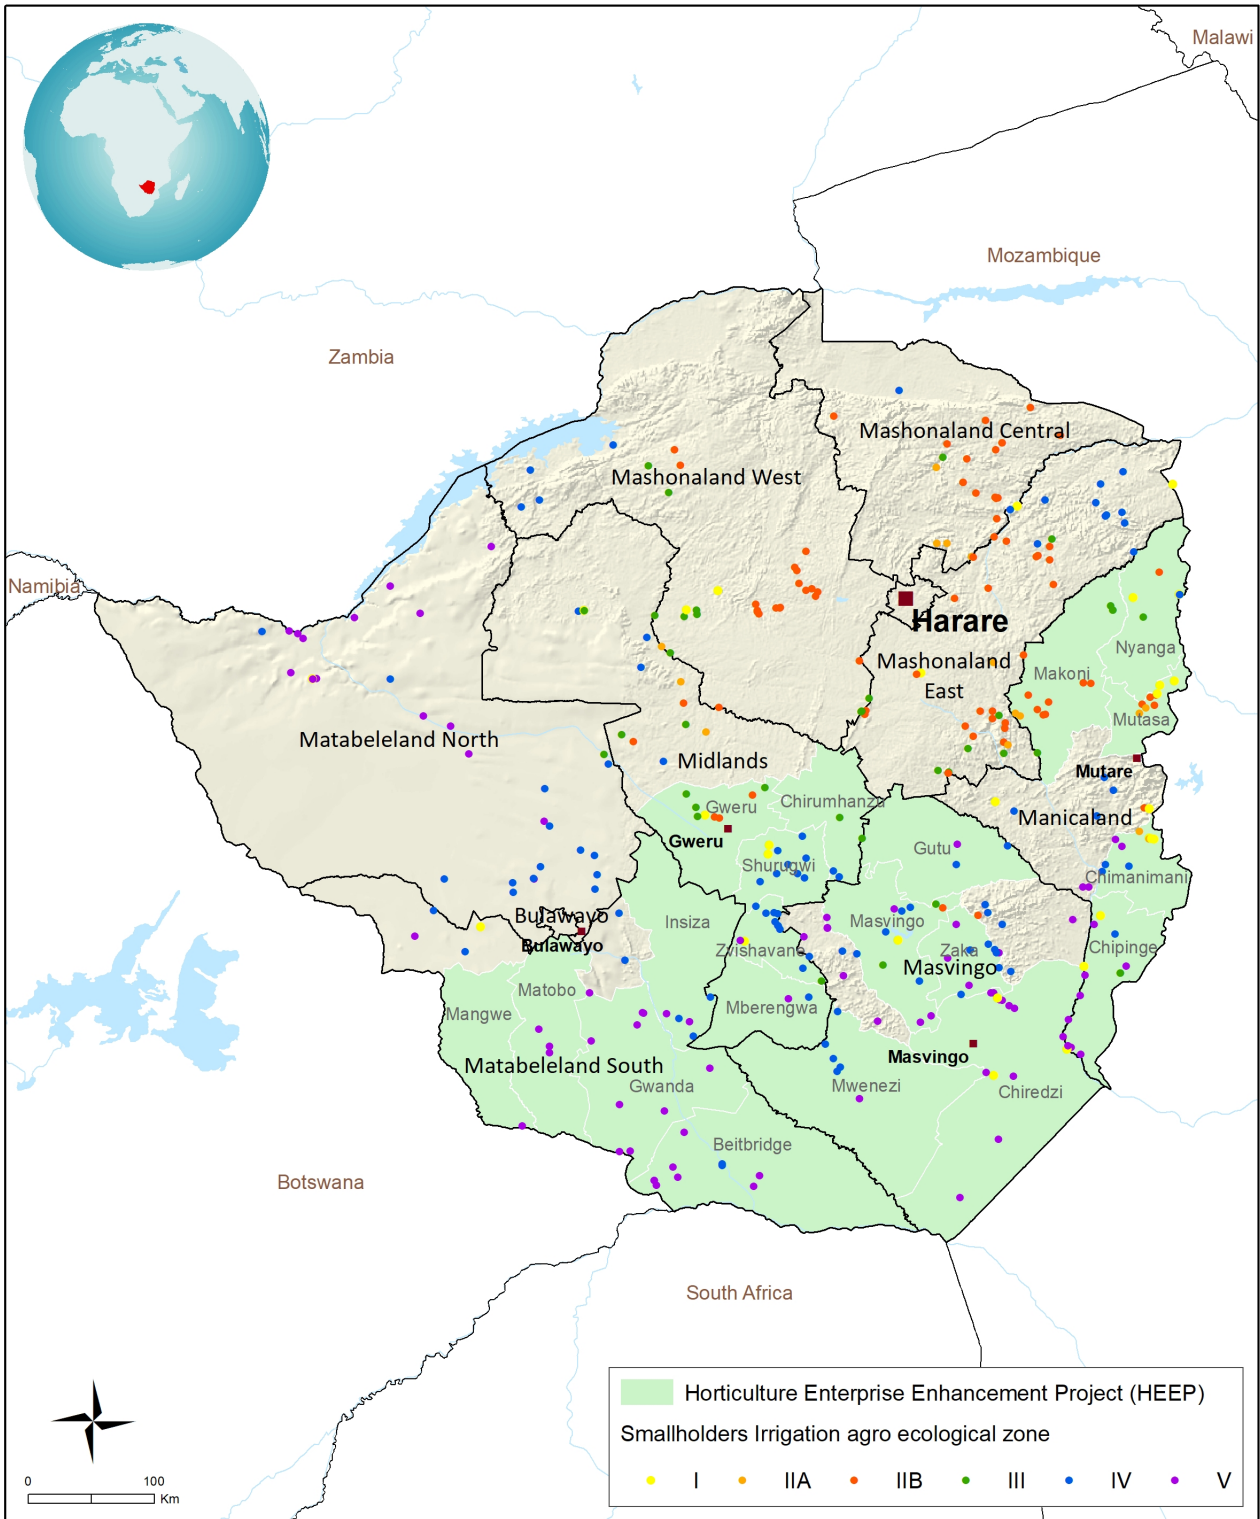 Malawi
Mozambique
Zambia
Mashonaland Central
Mashonaland West
Namibia
Harare
Mashonaland
East
Nyanga
Makoni
Mutasa
Matabeleland North
Midlands
Mutare
Gweru
Chirumhanzu
Manicaland
Gweru
Gutu
Shurugwi
Chimanimani
Bulawayo
Insiza
Masvingo
Bulawayo
Zvishavane
Zaka
Chipinge
Masvingo
Matobo
Mangwe
Mberengwa
Masvingo
Matabeleland South
Gwanda
Mwenezi
Chiredzi
Beitbridge
Botswana
South Africa
Horticulture Enterprise Enhancement Project (HEEP)
Smallholders Irrigation agro ecological zone
I IIA IIB III IV V
0 100
Km